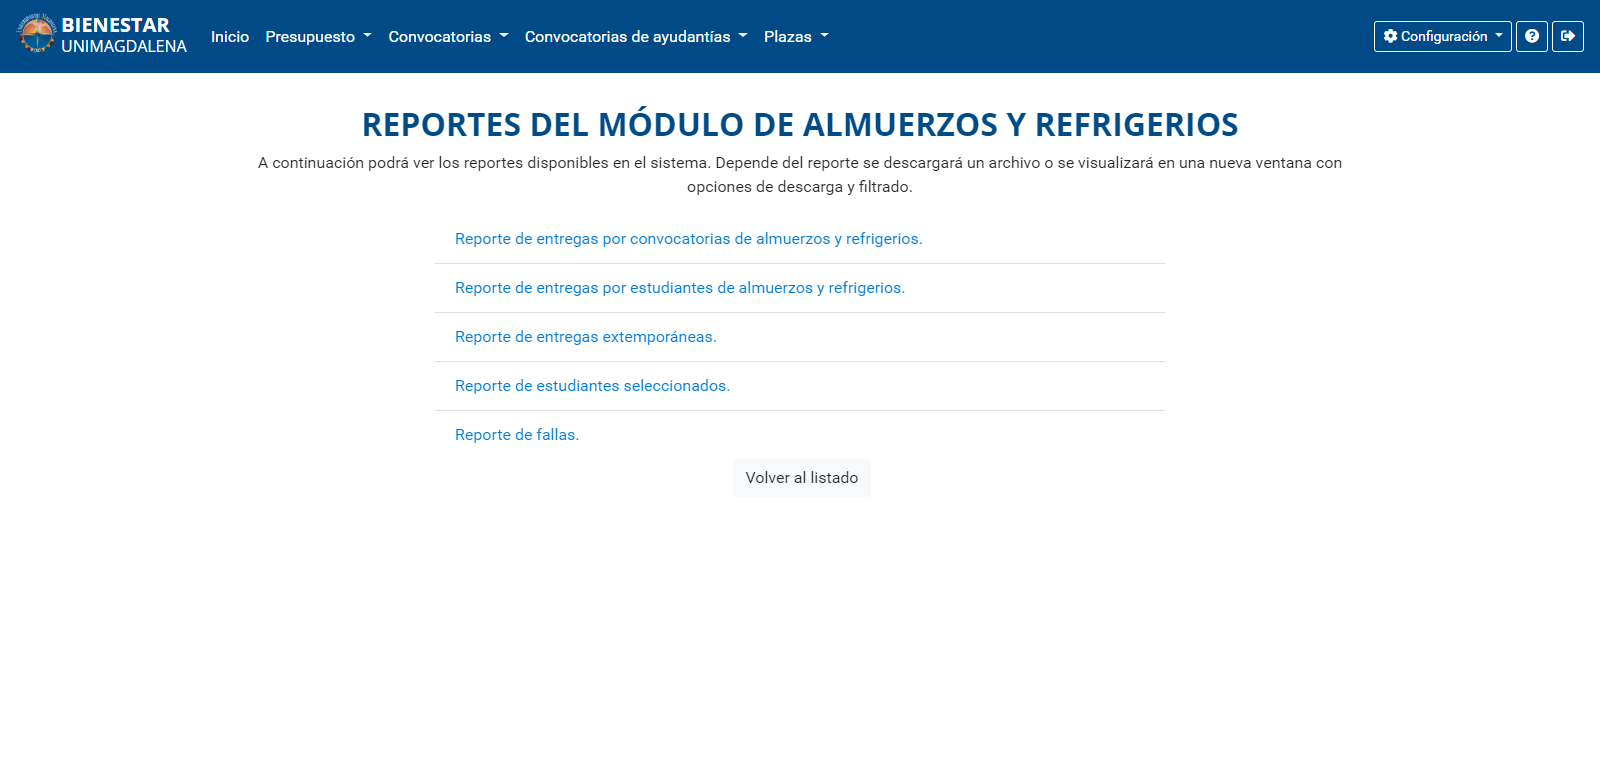 BIENESTAR
UNIMAGDALENA
Inicio Presupuesto Convocatorias Convocatorias de ayudantías Plazas Configuración
REPORTES DEL MÓDULO DE ALMUERZOS Y REFRIGERIOS
A continuación podrá ver los reportes disponibles en el sistema. Depende del reporte se descargará un archivo o se visualizará en una nueva ventana con
opciones de descarga y filtrado.
Reporte de entregas por convocatorias de almuerzos y refrigerios.
Reporte de entregas por estudiantes de almuerzos y refrigerios.
Reporte de entregas extemporáneas.
Reporte de estudiantes seleccionados.
Reporte de fallas.
Volver al listado